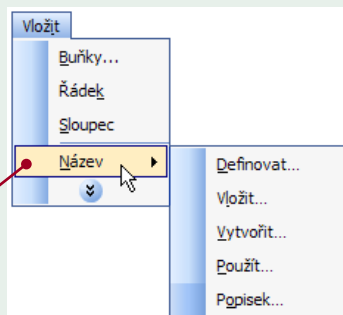 Vložit
Buňky...
Řádek
Sloupec
Název
Definovat...
Vložit...
Vytvořit...
Použít...
Popisek...